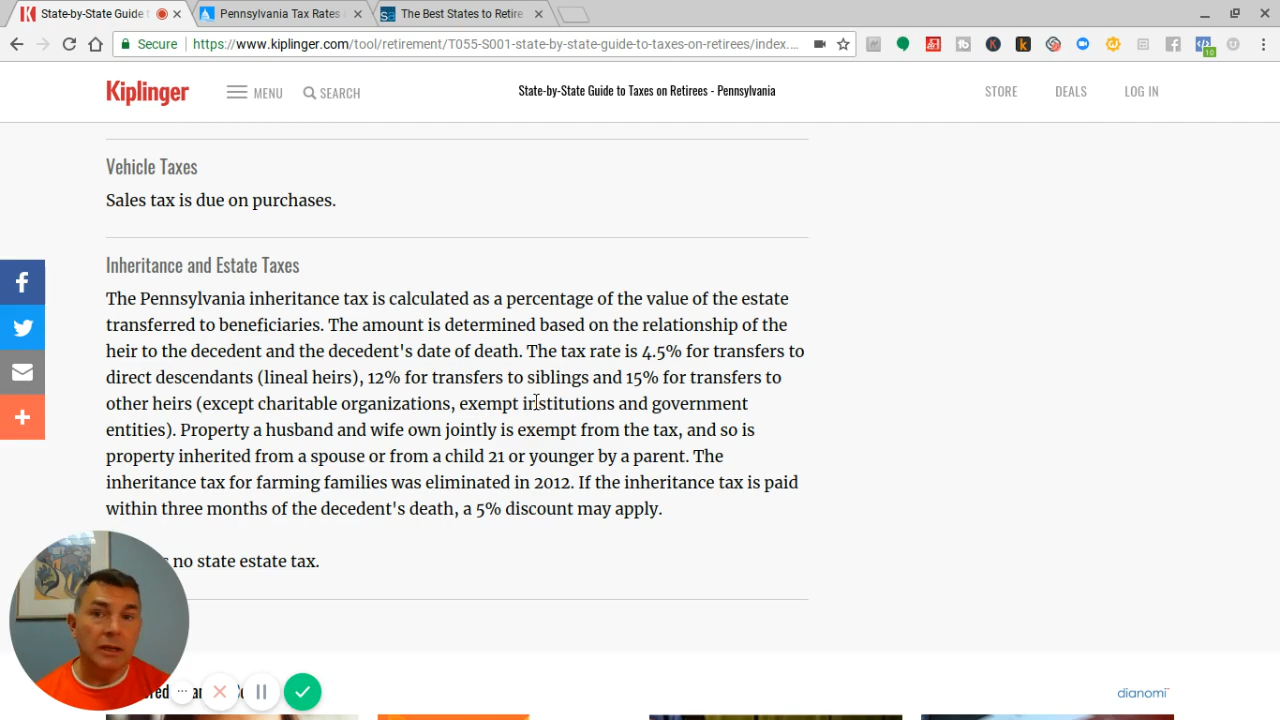 State-by-State Guide t
Pennsylvania Tax Rates
The Best States to Retire
Secure
https://www.kiplinger.com/tool/retirement/T055-S001-state-by-state-guide-to-taxes-on-retirees/index....
10
Kiplinger
MENU
SEARCH
State-by-State Guide to Taxes on Retirees - Pennsylvania
STORE
DEALS
LOG IN
Vehicle Taxes
Sales tax is due on purchases.
Inheritance and Estate Taxes
The Pennsylvania inheritance tax is calculated as a percentage of the value of the estate
transferred to beneficiaries. The amount is determined based on the relationship of the
heir to the decedent and the decedent's date of death. The tax rate is 4.5% for transfers to
direct descendants (lineal heirs), 12% for transfers to siblings and 15% for transfers to
other heirs (except charitable organizations, exempt institutions and government
entities). Property a husband and wife own jointly is exempt from the tax, and so is
property inherited from a spouse or from a child 21 or younger by a parent. The
inheritance tax for farming families was eliminated in 2012. If the inheritance tax is paid
within three months of the decedent's death, a 5% discount may apply.
no state estate tax.
dianomi